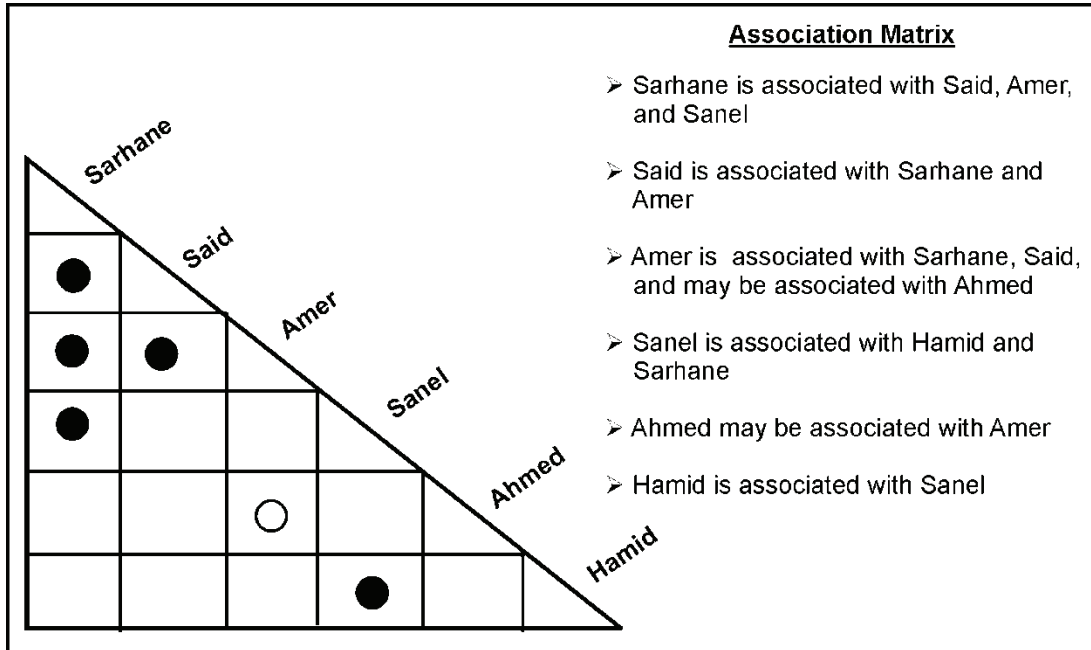 Association Matrix
➢ Sarhane is associated with Said, Amer,
and Sanel
➢ Said is associated with Sarhane and
Amer
➢ Amer is associated with Sarhane, Said,
and may be associated with Ahmed
➢ Sanel is associated with Hamid and
Sarhane
➢ Ahmed may be associated with Amer
➢ Hamid is associated with Sanel
Sarhane
Said
Amer
Sanel
Ahmed
Hamid